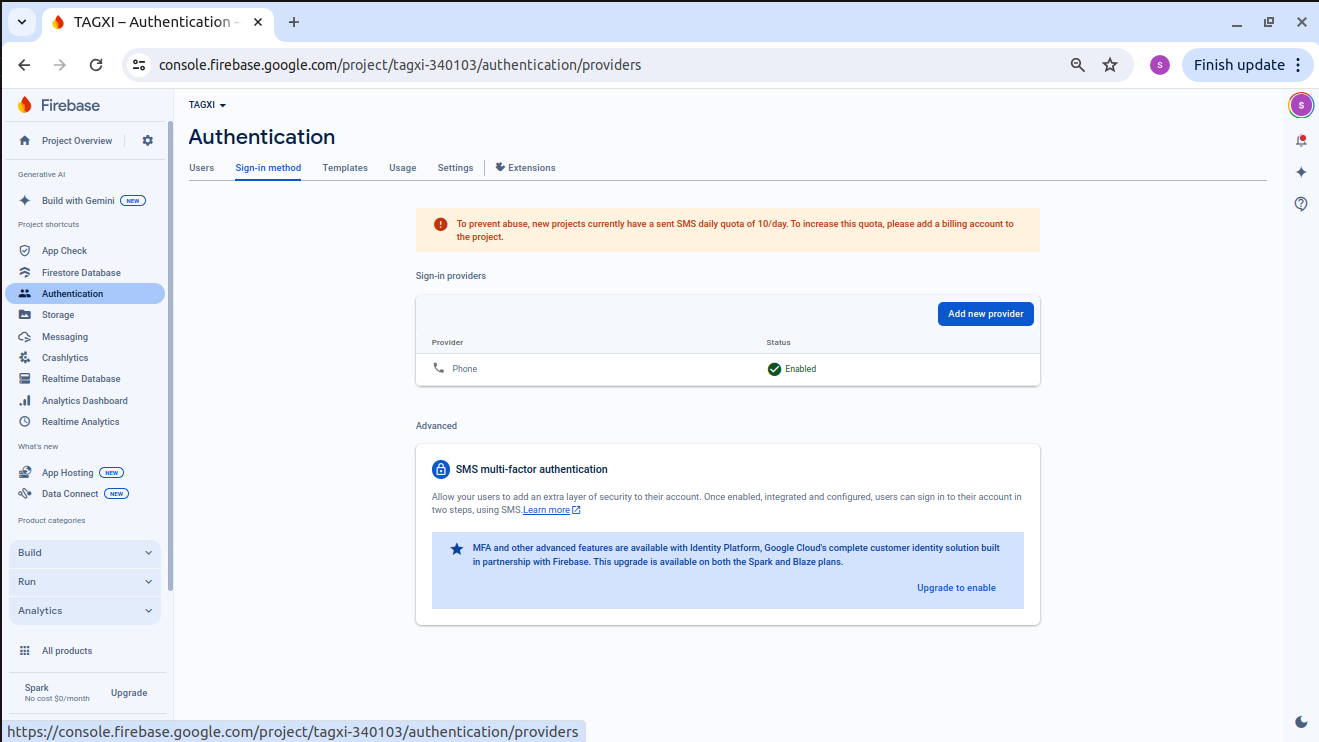 TAGXI – Authentication –
console.firebase.google.com/project/tagxi-340103/authentication/providers
S
Finish update
Firebase
Project Overview
Generative AI
Build with Gemini NEW
Project shortcuts
App Check
Firestore Database
Authentication
Storage
Messaging
Crashlytics
Realtime Database
Analytics Dashboard
Realtime Analytics
What's new
App Hosting NEW
Data Connect NEW
Product categories
Build
Run
Analytics
All products
Spark
No cost $0/month
Upgrade
TAGXI
Authentication
Users Sign-in method Templates Usage Settings Extensions
To prevent abuse, new projects currently have a sent SMS daily quota of 10/day. To increase this quota, please add a billing account to
the project.
Sign-in providers
Add new provider
Provider Status
Phone Enabled
Advanced
SMS multi-factor authentication
Allow your users to add an extra layer of security to their account. Once enabled, integrated and configured, users can sign in to their account in
two steps, using SMS.Learn more
MFA and other advanced features are available with Identity Platform, Google Cloud's complete customer identity solution built
in partnership with Firebase. This upgrade is available on both the Spark and Blaze plans.
Upgrade to enable
S
https://console.firebase.google.com/project/tagxi-340103/authentication/providers